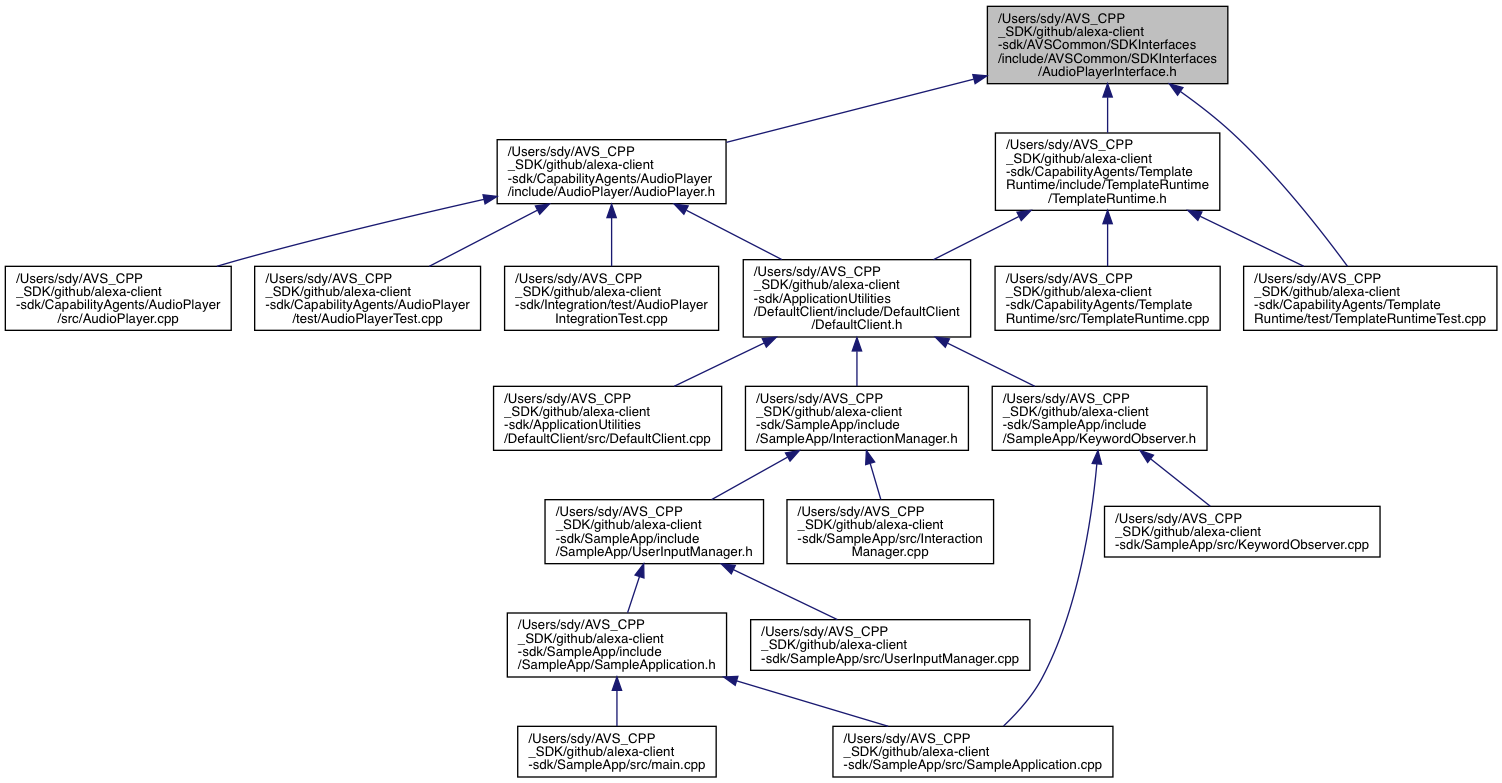 /Users/sdy/AVS_CPP
_SDK/github/alexa-client
-sdk/AVSCommon/SDKInterfaces
/include/AVSCommon/SDKInterfaces
/AudioPlayerInterface.h
/Users/sdy/AVS_CPP
_SDK/github/alexa-client
-sdk/CapabilityAgents/AudioPlayer
/include/AudioPlayer/AudioPlayer.h
/Users/sdy/AVS_CPP
_SDK/github/alexa-client
-sdk/CapabilityAgents/Template
Runtime/include/TemplateRuntime
/TemplateRuntime.h
/Users/sdy/AVS_CPP
_SDK/github/alexa-client
-sdk/CapabilityAgents/AudioPlayer
/src/AudioPlayer.cpp
/Users/sdy/AVS_CPP
_SDK/github/alexa-client
-sdk/CapabilityAgents/AudioPlayer
/test/AudioPlayerTest.cpp
/Users/sdy/AVS_CPP
_SDK/github/alexa-client
-sdk/Integration/test/AudioPlayer
IntegrationTest.cpp
/Users/sdy/AVS_CPP
_SDK/github/alexa-client
-sdk/ApplicationUtilities
/DefaultClient/include/DefaultClient
/DefaultClient.h
/Users/sdy/AVS_CPP
_SDK/github/alexa-client
-sdk/CapabilityAgents/Template
Runtime/src/TemplateRuntime.cpp
/Users/sdy/AVS_CPP
_SDK/github/alexa-client
-sdk/CapabilityAgents/Template
Runtime/test/TemplateRuntimeTest.cpp
/Users/sdy/AVS_CPP
_SDK/github/alexa-client
-sdk/ApplicationUtilities
/DefaultClient/src/DefaultClient.cpp
/Users/sdy/AVS_CPP
_SDK/github/alexa-client
-sdk/SampleApp/include
/SampleApp/InteractionManager.h
/Users/sdy/AVS_CPP
_SDK/github/alexa-client
-sdk/SampleApp/include
/SampleApp/KeywordObserver.h
/Users/sdy/AVS_CPP
_SDK/github/alexa-client
-sdk/SampleApp/include
/SampleApp/UserInputManager.h
/Users/sdy/AVS_CPP
_SDK/github/alexa-client
-sdk/SampleApp/src/Interaction
Manager.cpp
/Users/sdy/AVS_CPP
_SDK/github/alexa-client
-sdk/SampleApp/src/KeywordObserver.cpp
/Users/sdy/AVS_CPP
_SDK/github/alexa-client
-sdk/SampleApp/include
/SampleApp/SampleApplication.h
/Users/sdy/AVS_CPP
_SDK/github/alexa-client
-sdk/SampleApp/src/UserInputManager.cpp
/Users/sdy/AVS_CPP
_SDK/github/alexa-client
-sdk/SampleApp/src/main.cpp
/Users/sdy/AVS_CPP
_SDK/github/alexa-client
-sdk/SampleApp/src/SampleApplication.cpp